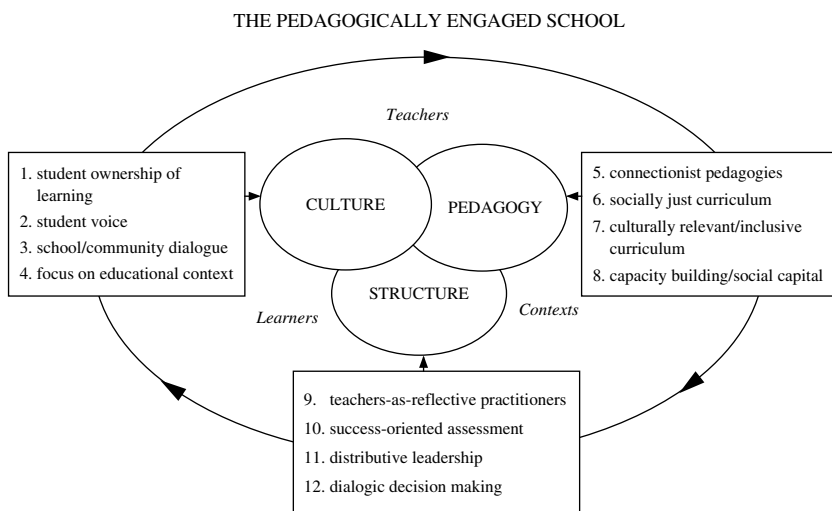 THE PEDAGOGICALLY ENGAGED SCHOOL
Teachers
1. student ownership of
learning
2. student voice
3. school/community dialogue
4. focus on educational context
CULTURE
PEDAGOGY
5. connectionist pedagogies
6. socially just curriculum
7. culturally relevant/inclusive
curriculum
8. capacity building/social capital
STRUCTURE
Learners
Contexts
9. teachers-as-reflective practitioners
10. success-oriented assessment
11. distributive leadership
12. dialogic decision making